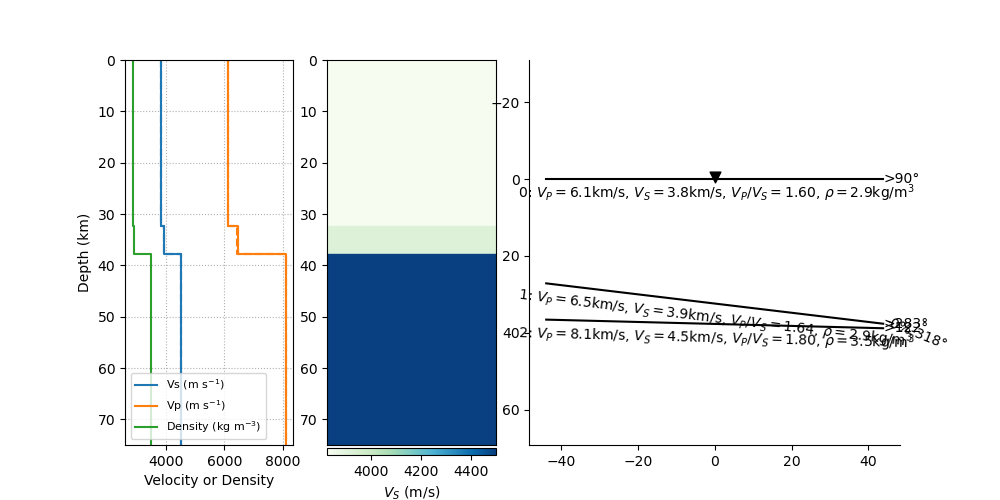 0
10
20
30
40
50
60
70
Depth (km)
4000 6000 8000
Velocity or Density
Vs (m s⁻¹)
Vp (m s⁻¹)
Density (kg m⁻³)
0
10
20
30
40
50
60
70
4000 4200 4400
V_S (m/s)
−20
0
20
40
60
−40 −20 0 20 40
>90°
0: V_P = 6.1km/s, V_S = 3.8km/s, V_P/V_S = 1.60, ρ = 2.9kg/m³
1: V_P = 6.5km/s, V_S = 3.9km/s, V_P/V_S = 1.64, ρ = 2.9kg/m³
2: V_P = 8.1km/s, V_S = 4.5km/s, V_P/V_S = 1.80, ρ = 3.5kg/m³